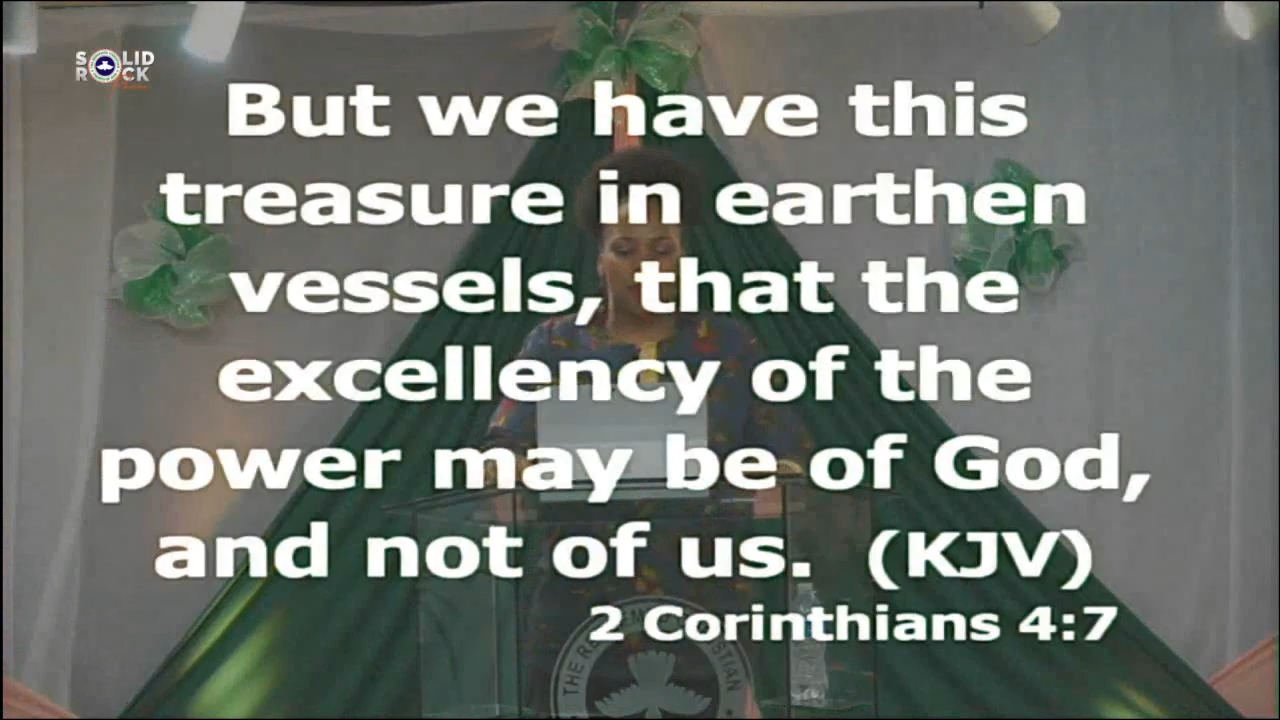 SOLID
ROCK
But we have this
treasure in earthen
vessels, that the
excellency of the
power may be of God,
and not of us. (KJV)
2 Corinthians 4:7
THE